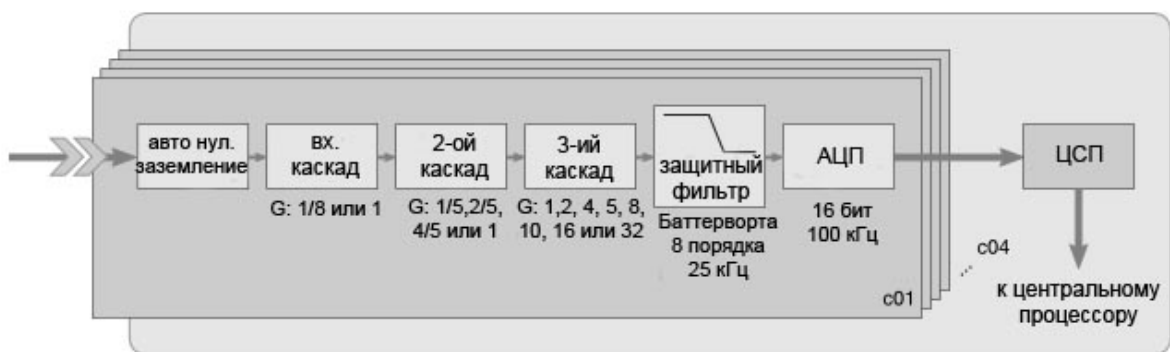 авто нул.
заземление
вх.
каскад
G: 1/8 или 1
2-ой
каскад
G: 1/5,2/5,
4/5 или 1
3-ий
каскад
G: 1,2, 4, 5, 8,
10, 16 или 32
защитный
фильтр
Баттерворта
8 порядка
25 кГц
АЦП
16 бит
100 кГц
c01
c04
ЦСП
к центральному
процессору